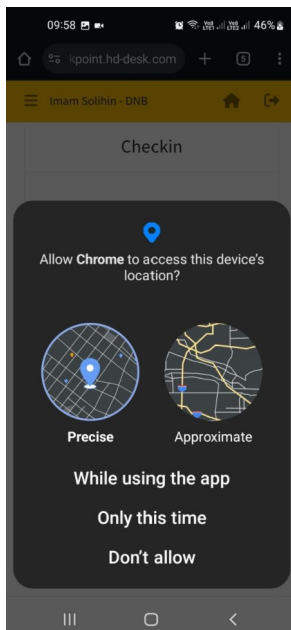 09:58
46%
kpoint.hd-desk.com
5
Imam Solihin - DNB
Checkin
Allow Chrome to access this device's
location?
Precise
Approximate
While using the app
Only this time
Don't allow